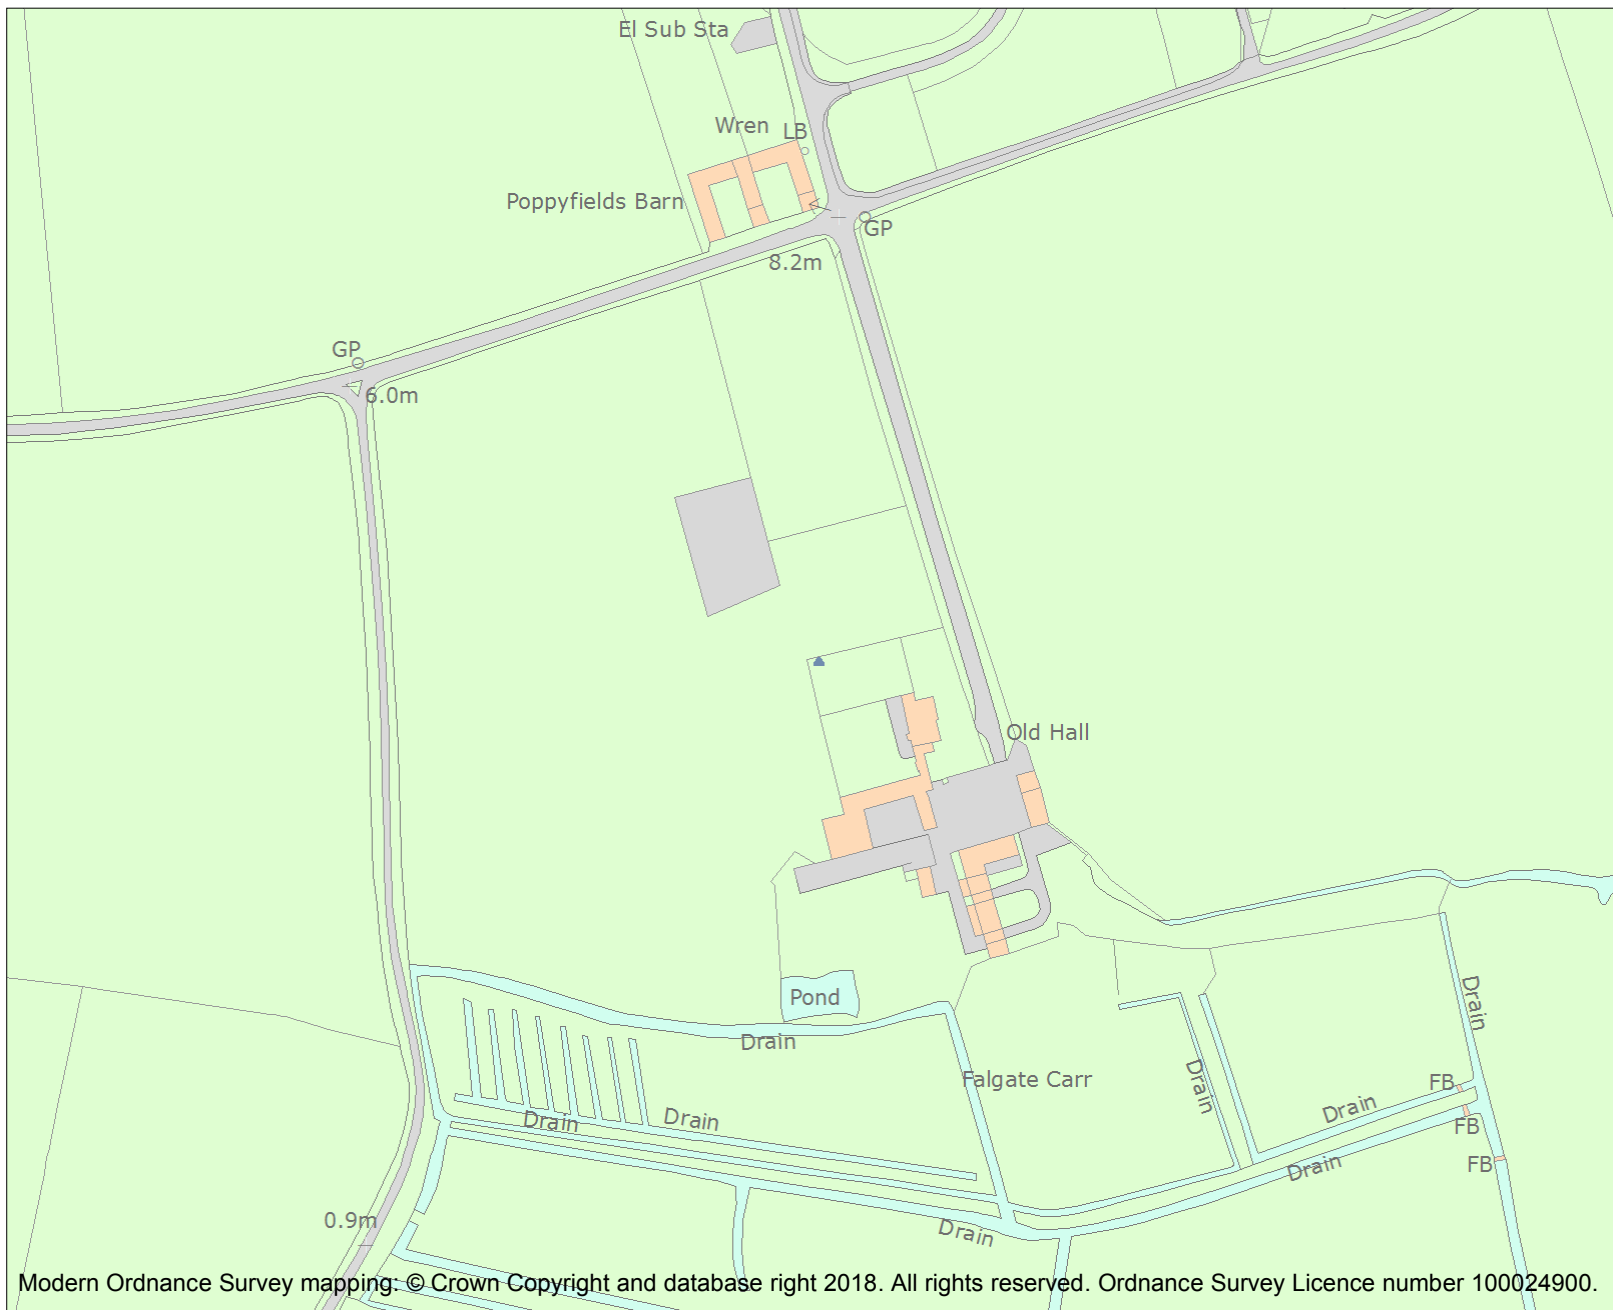 El Sub Sta
Wren
LB
Poppyfields Barn
GP
8.2m
GP
6.0m
Old Hall
Pond
Drain
Drain
Falgate Carr
Drain
FB
Drain
Drain
Drain
FB
FB
Drain
0.9m
Drain
Modern Ordnance Survey mapping: © Crown Copyright and database right 2018. All rights reserved. Ordnance Survey Licence number 100024900.